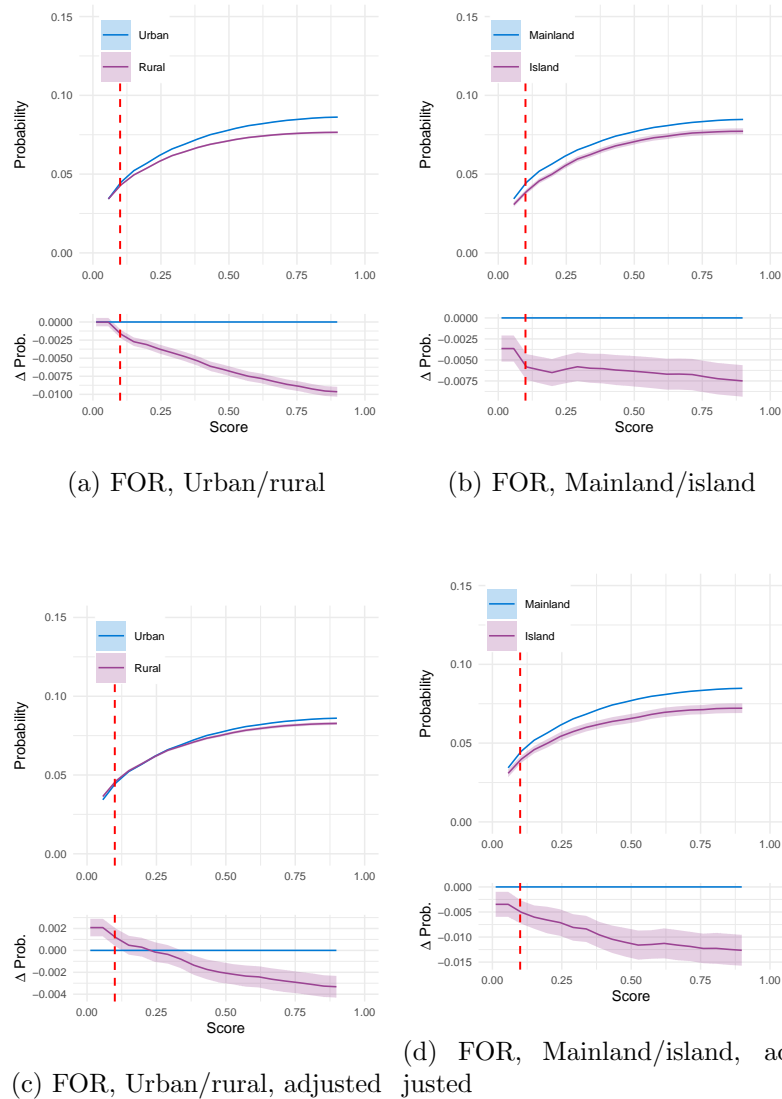 0.15
Urban
Rural
Probability
0.10
0.05
0.00
0.00 0.25 0.50 0.75 1.00
0.0000
−0.0025
−0.0050
−0.0075
−0.0100
Δ Prob.
0.00 0.25 0.50 0.75 1.00
Score
(a) FOR, Urban/rural
0.15
Mainland
Island
Probability
0.10
0.05
0.00
0.00 0.25 0.50 0.75 1.00
0.0000
−0.0025
−0.0050
−0.0075
Δ Prob.
0.00 0.25 0.50 0.75 1.00
Score
(b) FOR, Mainland/island
0.15
Urban
Rural
Probability
0.10
0.05
0.00
0.00 0.25 0.50 0.75 1.00
0.002
0.000
−0.002
−0.004
Δ Prob.
0.00 0.25 0.50 0.75 1.00
Score
(c) FOR, Urban/rural, adjusted
0.15
Mainland
Island
Probability
0.10
0.05
0.00
0.00 0.25 0.50 0.75 1.00
0.000
−0.005
−0.010
−0.015
Δ Prob.
0.00 0.25 0.50 0.75 1.00
Score
(d) FOR, Mainland/island,
justed